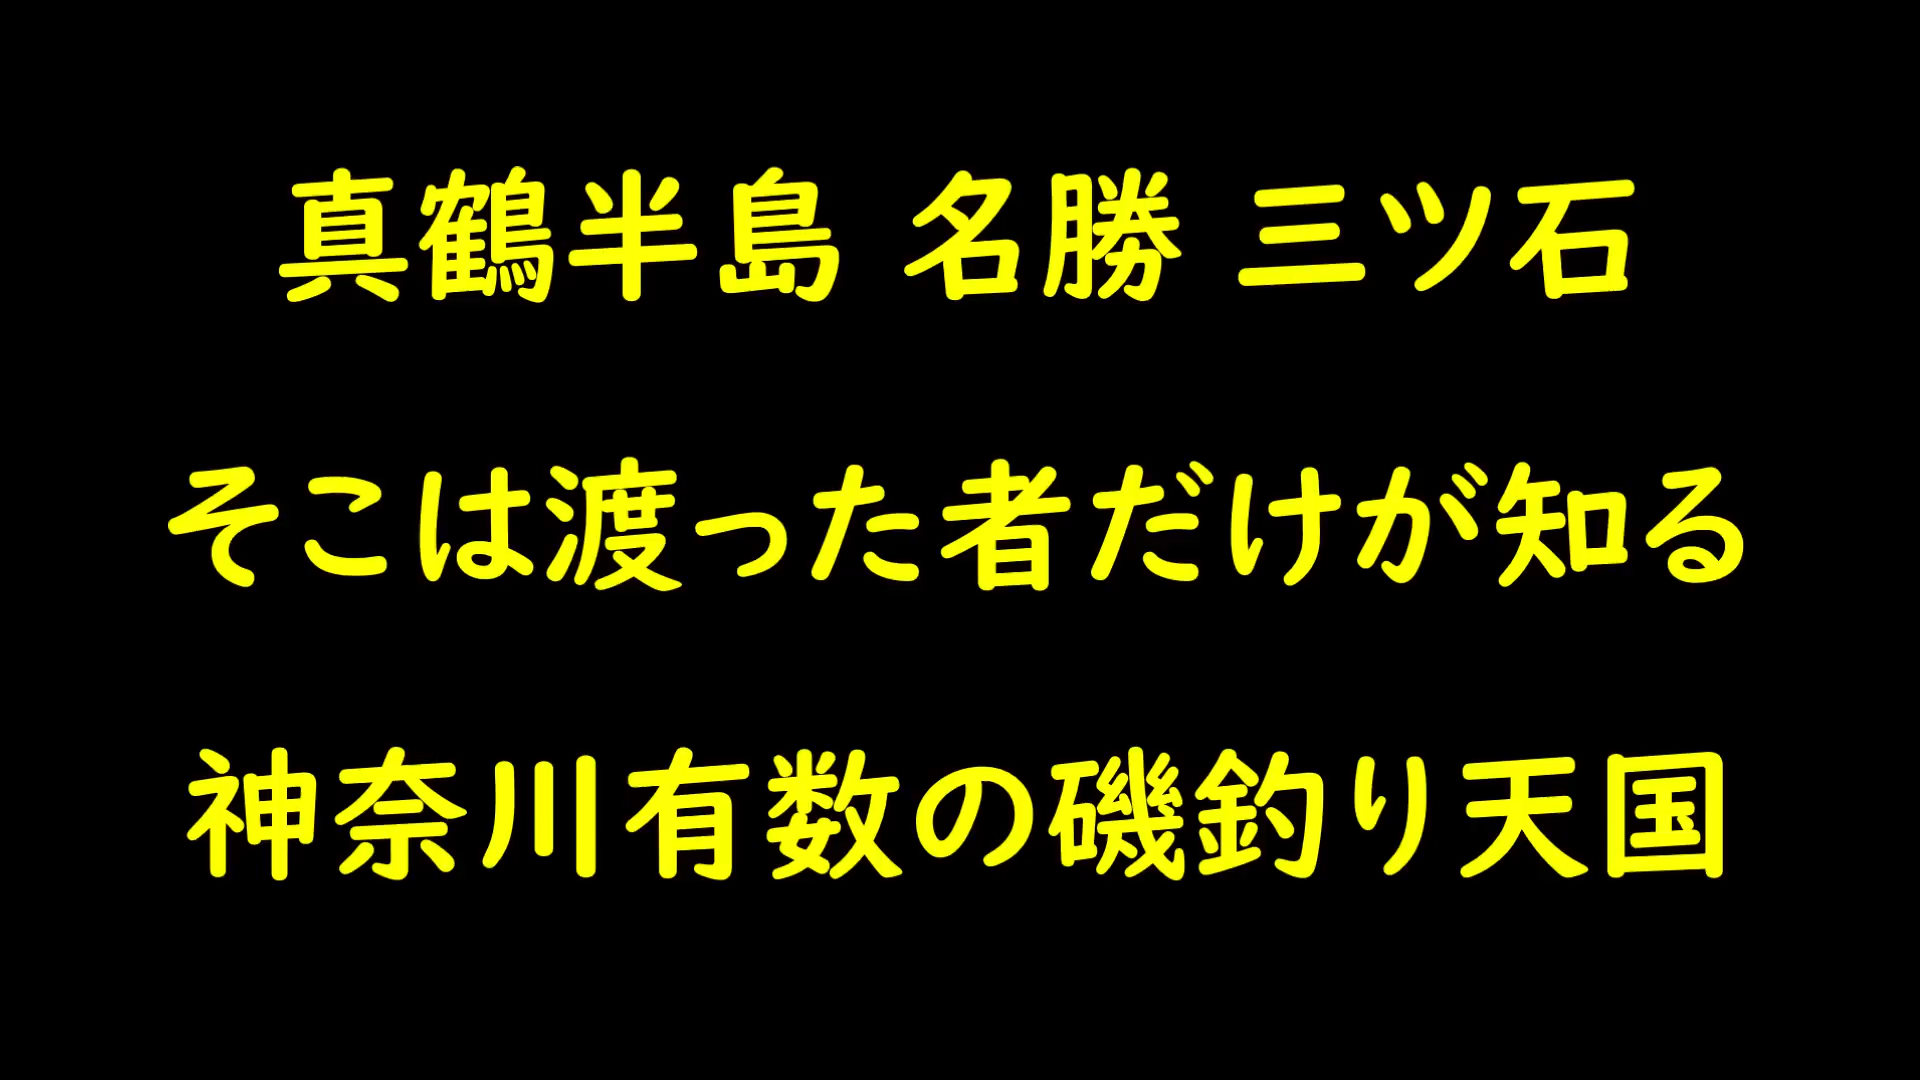 真鶴半島 名勝 三ツ石
そこは渡った者だけが知る
神奈川有数の磯釣り天国